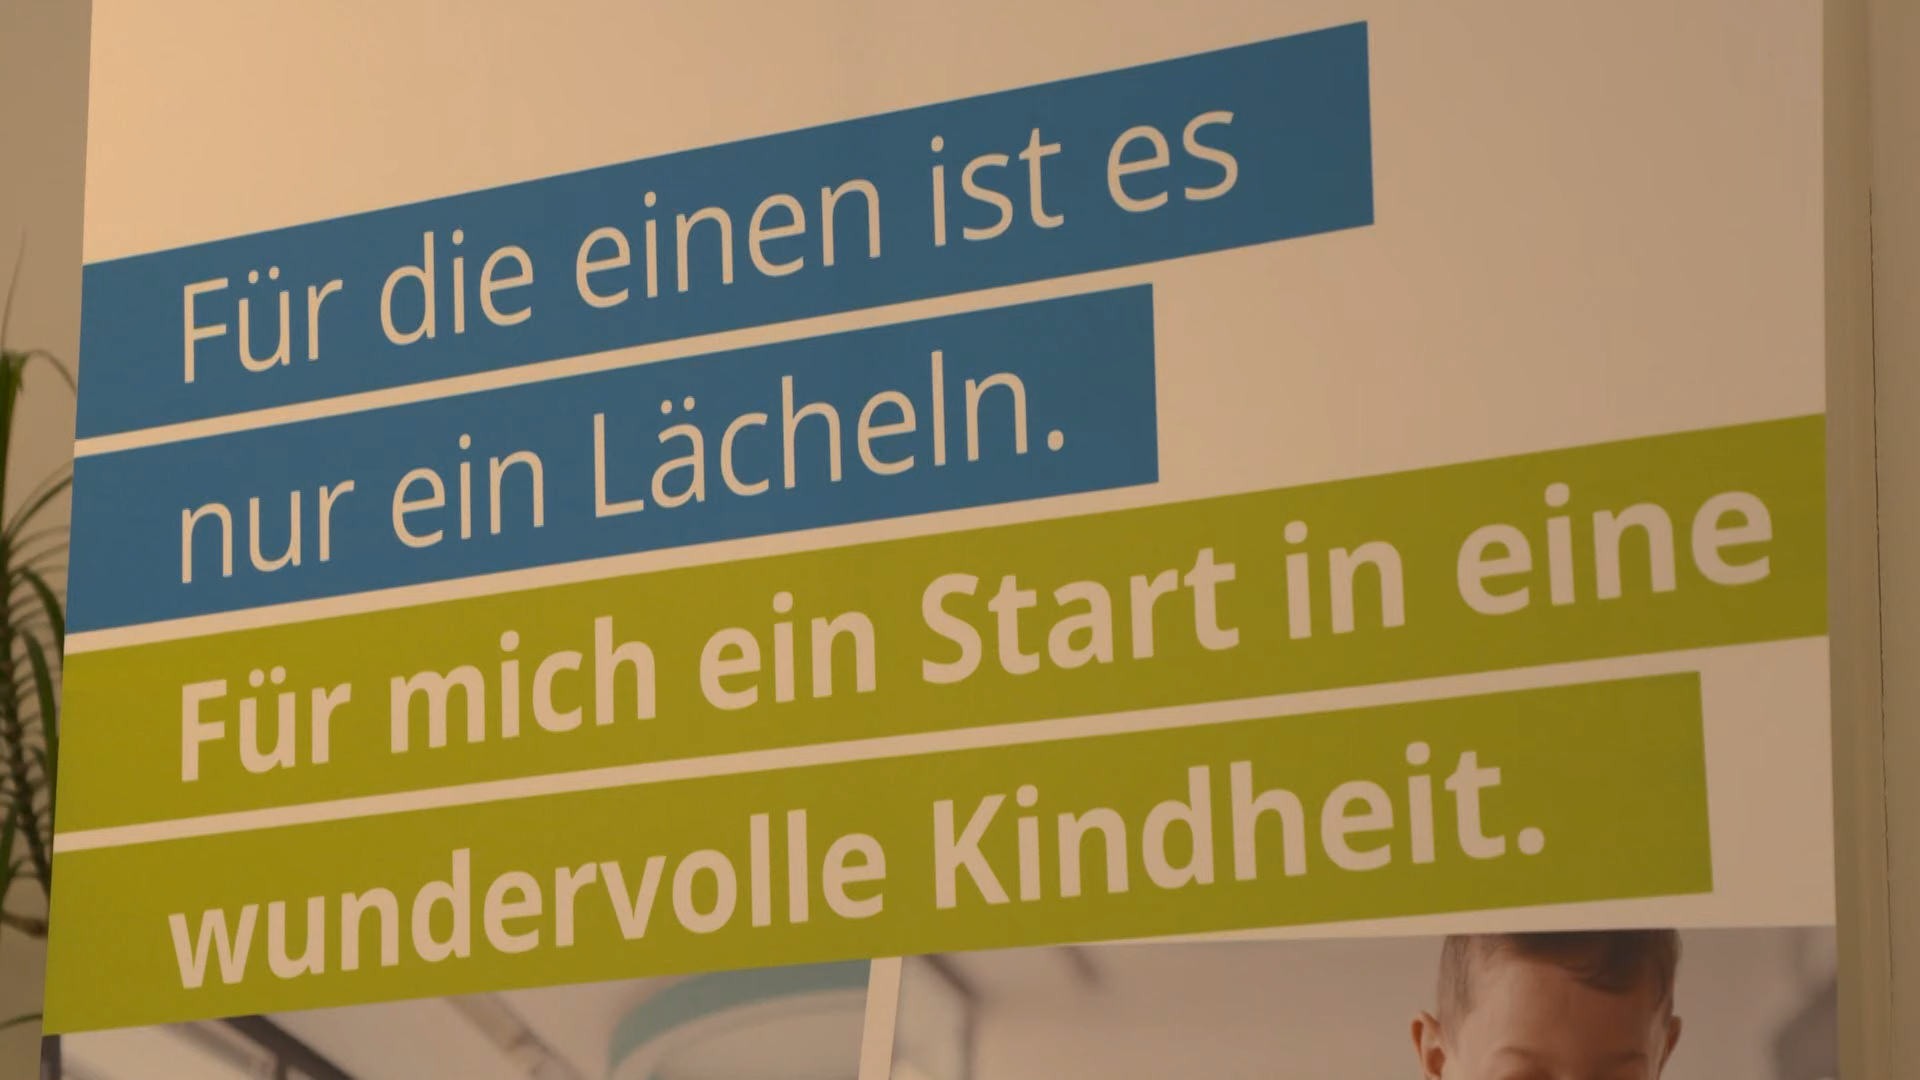 Für die einen ist es
nur ein Lächeln.
Für mich ein Start in eine
wundervolle Kindheit.